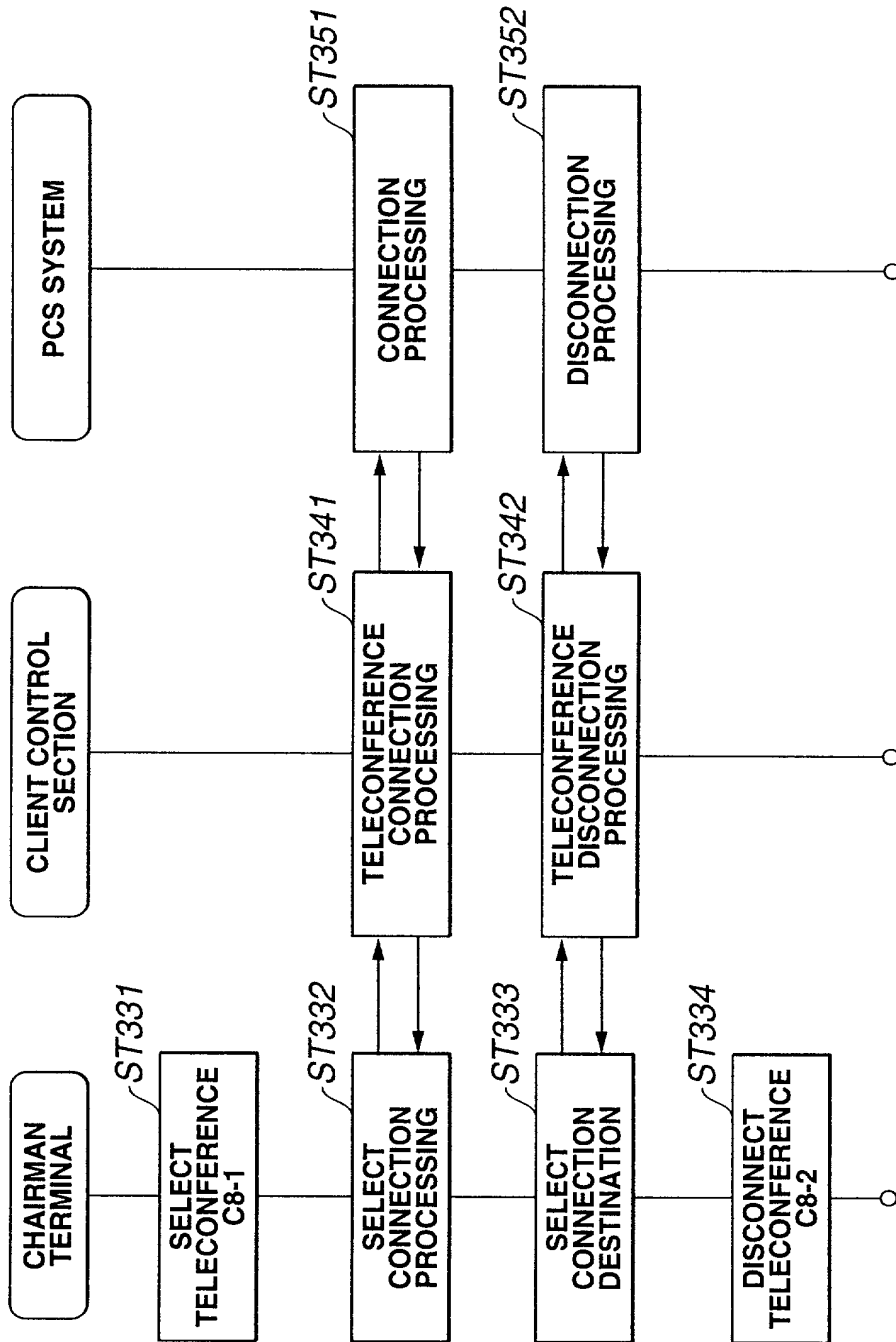 CHAIRMAN
TERMINAL
CLIENT CONTROL
SECTION
PCS SYSTEM
ST331
SELECT
TELECONFERENCE
C8-1
ST332
SELECT
CONNECTION
PROCESSING
ST341
TELECONFERENCE
CONNECTION
PROCESSING
ST351
CONNECTION
PROCESSING
ST333
SELECT
CONNECTION
DESTINATION
ST342
TELECONFERENCE
DISCONNECTION
PROCESSING
ST352
DISCONNECTION
PROCESSING
ST334
DISCONNECT
TELECONFERENCE
C8-2